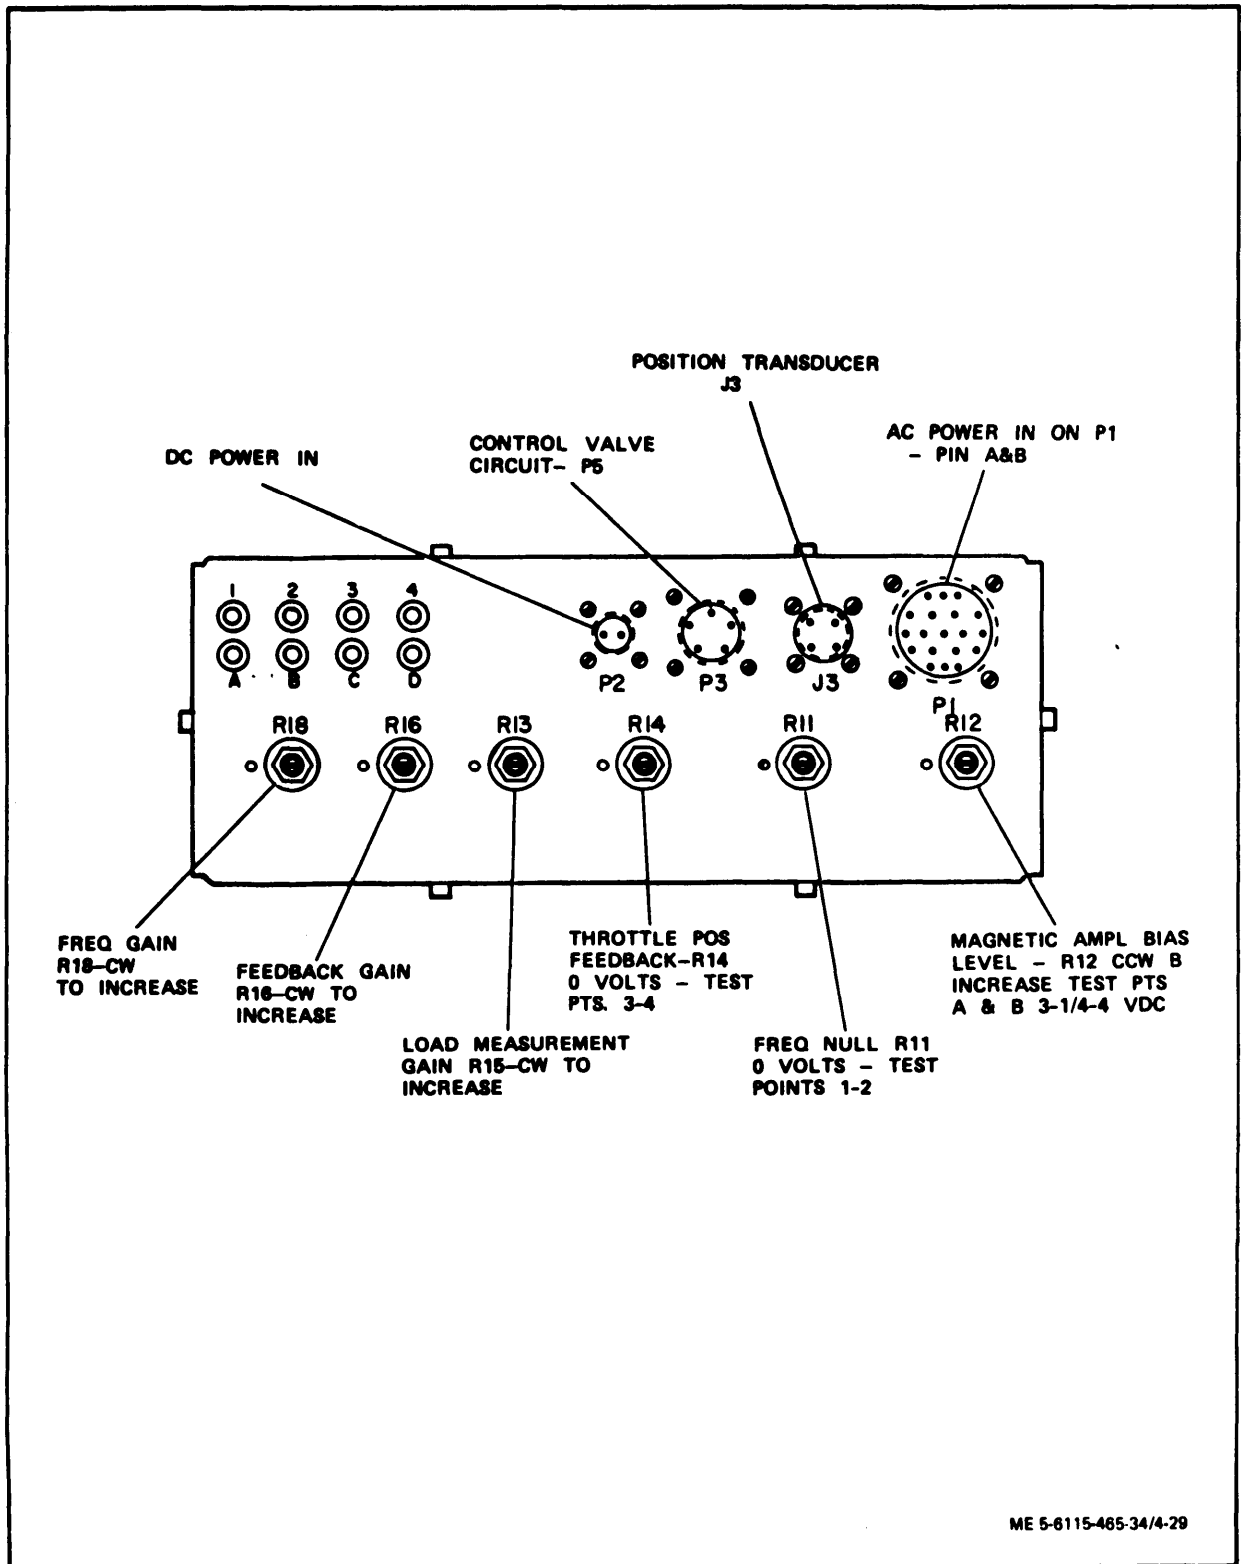 POSITION TRANSDUCER
J3
AC POWER IN ON P1
- PIN A&B
CONTROL VALVE
CIRCUIT- P5
DC POWER IN
1 2 3 4
A B C D
P2 P3 J3 P1
R18 R16 R13 R14 R11 R12
FREQ GAIN
R18-CW
TO INCREASE
FEEDBACK GAIN
R16-CW TO
INCREASE
LOAD MEASUREMENT
GAIN R15-CW TO
INCREASE
THROTTLE POS
FEEDBACK-R14
0 VOLTS - TEST
PTS. 3-4
FREQ NULL R11
0 VOLTS - TEST
POINTS 1-2
MAGNETIC AMPL BIAS
LEVEL - R12 CCW B
INCREASE TEST PTS
A & B 3-1/4-4 VDC
ME 5-6115-465-34/4-29